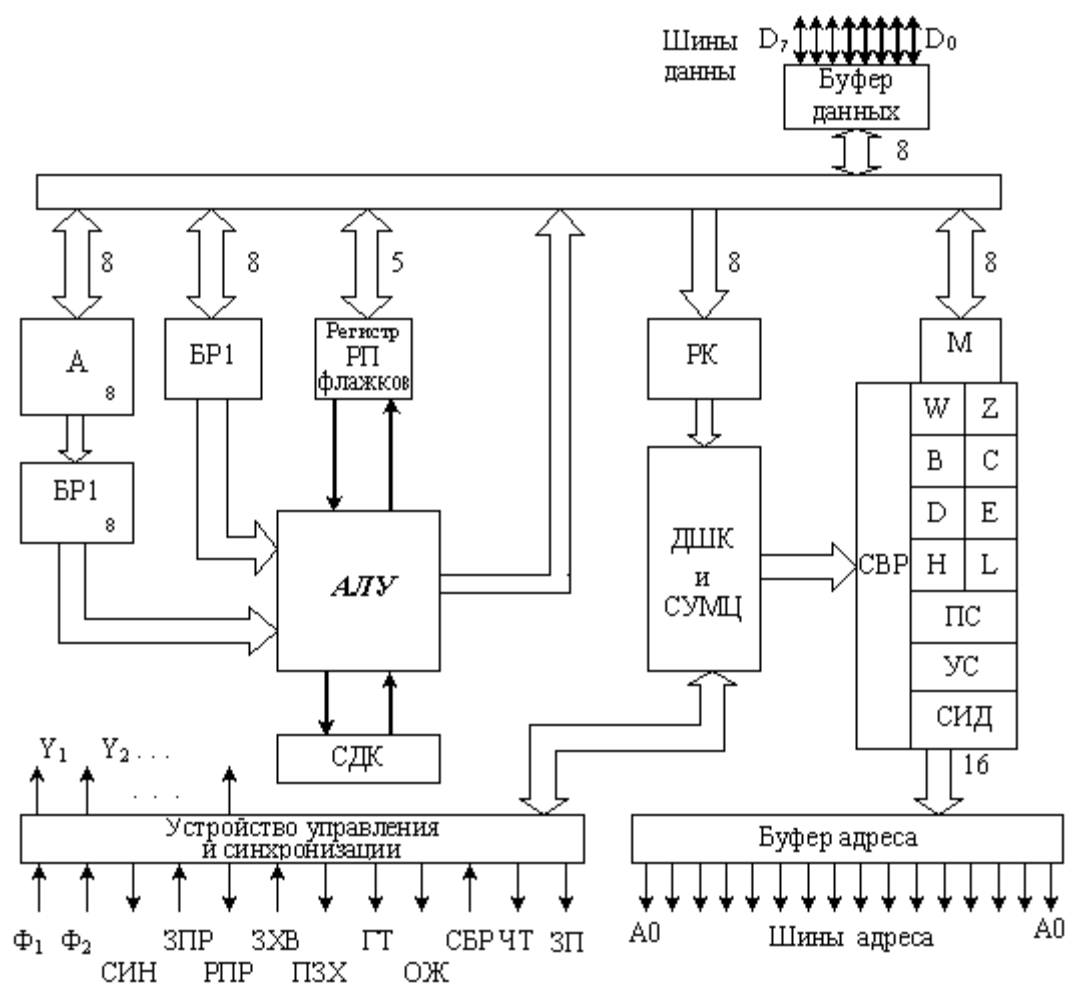 Шины D₇ D₀
данны
Буфер
данных
8
8 8 5 8 8
А
8
БР1
Регистр
РП
флажков
РК
М
БР1
8
АЛУ
СДК
ДШК
и
СУМЦ
СВР
W Z
B C
D E
H L
ПС
УС
СИД
16
Y₁ Y₂ . . .
. . .
Устройство управления
и синхронизации
Буфер адреса
Ф₁ Ф₂ ЗПР ЗХВ ГТ СБР ЧТ ЗП
СИН РПР ПЗХ ОЖ
А0 Шины адреса А0